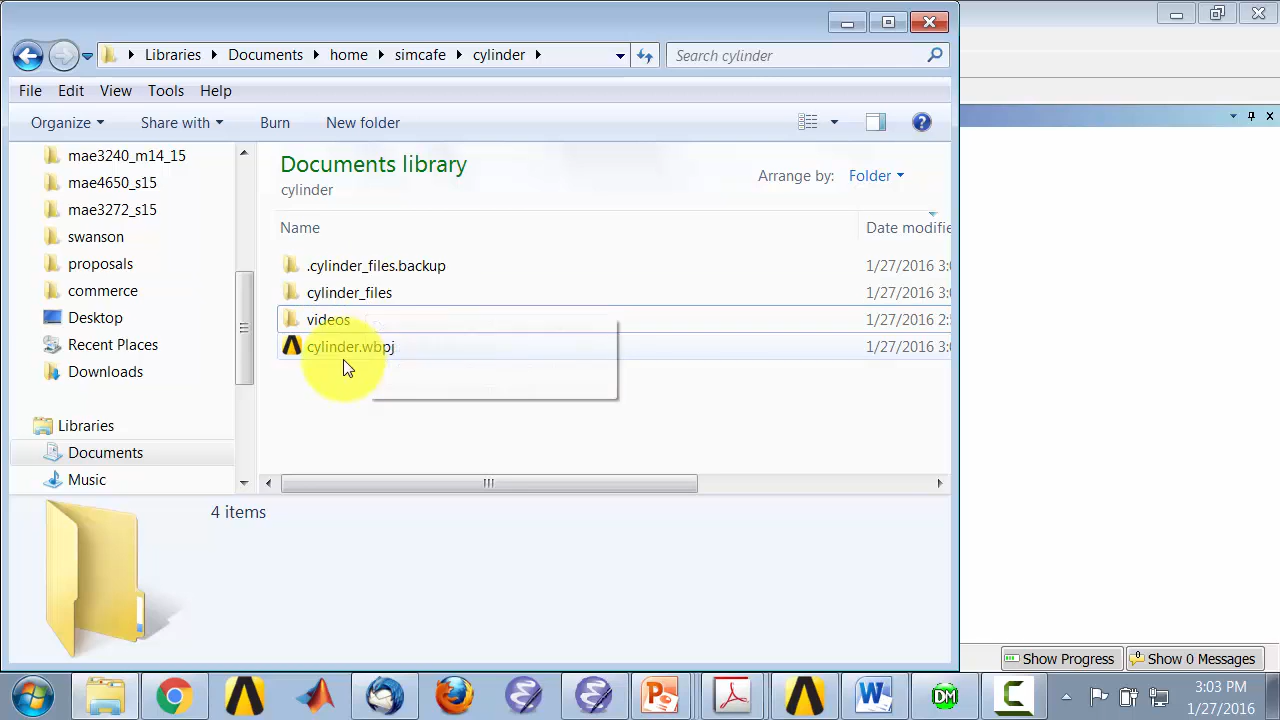 Libraries Documents home simcafe cylinder Search cylinder
File Edit View Tools Help
Organize Share with Burn New folder
mae3240_m14_15
mae4650_s15
mae3272_s15
swanson
proposals
commerce
Desktop
Recent Places
Downloads
Libraries
Documents
Music
Documents library
cylinder
Arrange by: Folder
Name Date modifie
.cylinder_files.backup 1/27/2016 3:
cylinder_files 1/27/2016 3:
videos 1/27/2016 2:
cylinder.wbpj 1/27/2016 3:
4 items
Show Progress Show 0 Messages
DM
3:03 PM
1/27/2016